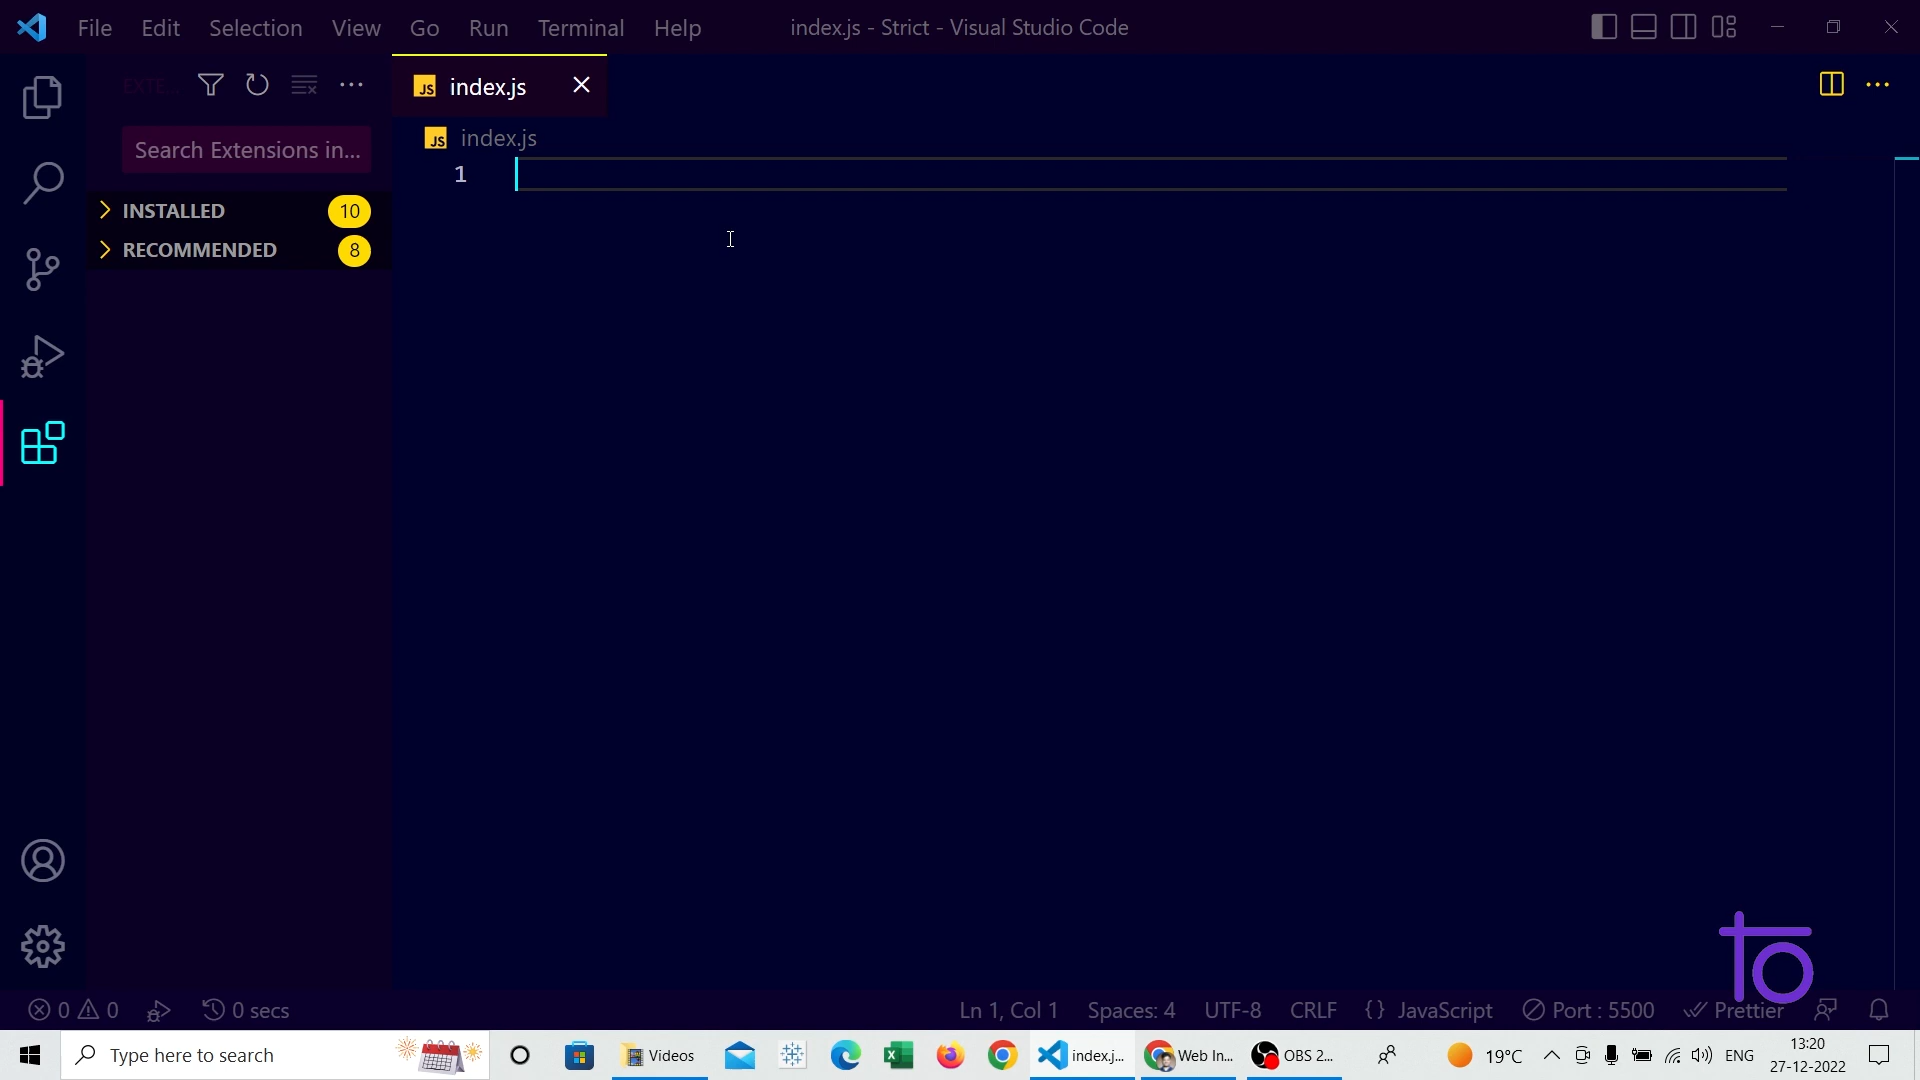 File Edit Selection View Go Run Terminal Help index.js - Strict - Visual Studio Code
EXTE...
index.js
Search Extensions in...
index.js
1
INSTALLED 10
RECOMMENDED 8
to
0 0 0 secs Ln 1, Col 1 Spaces: 4 UTF-8 CRLF {} JavaScript Port : 5500 Prettier
Type here to search Videos index.j... Web In... OBS 2... 19°C ENG 13:20
27-12-2022